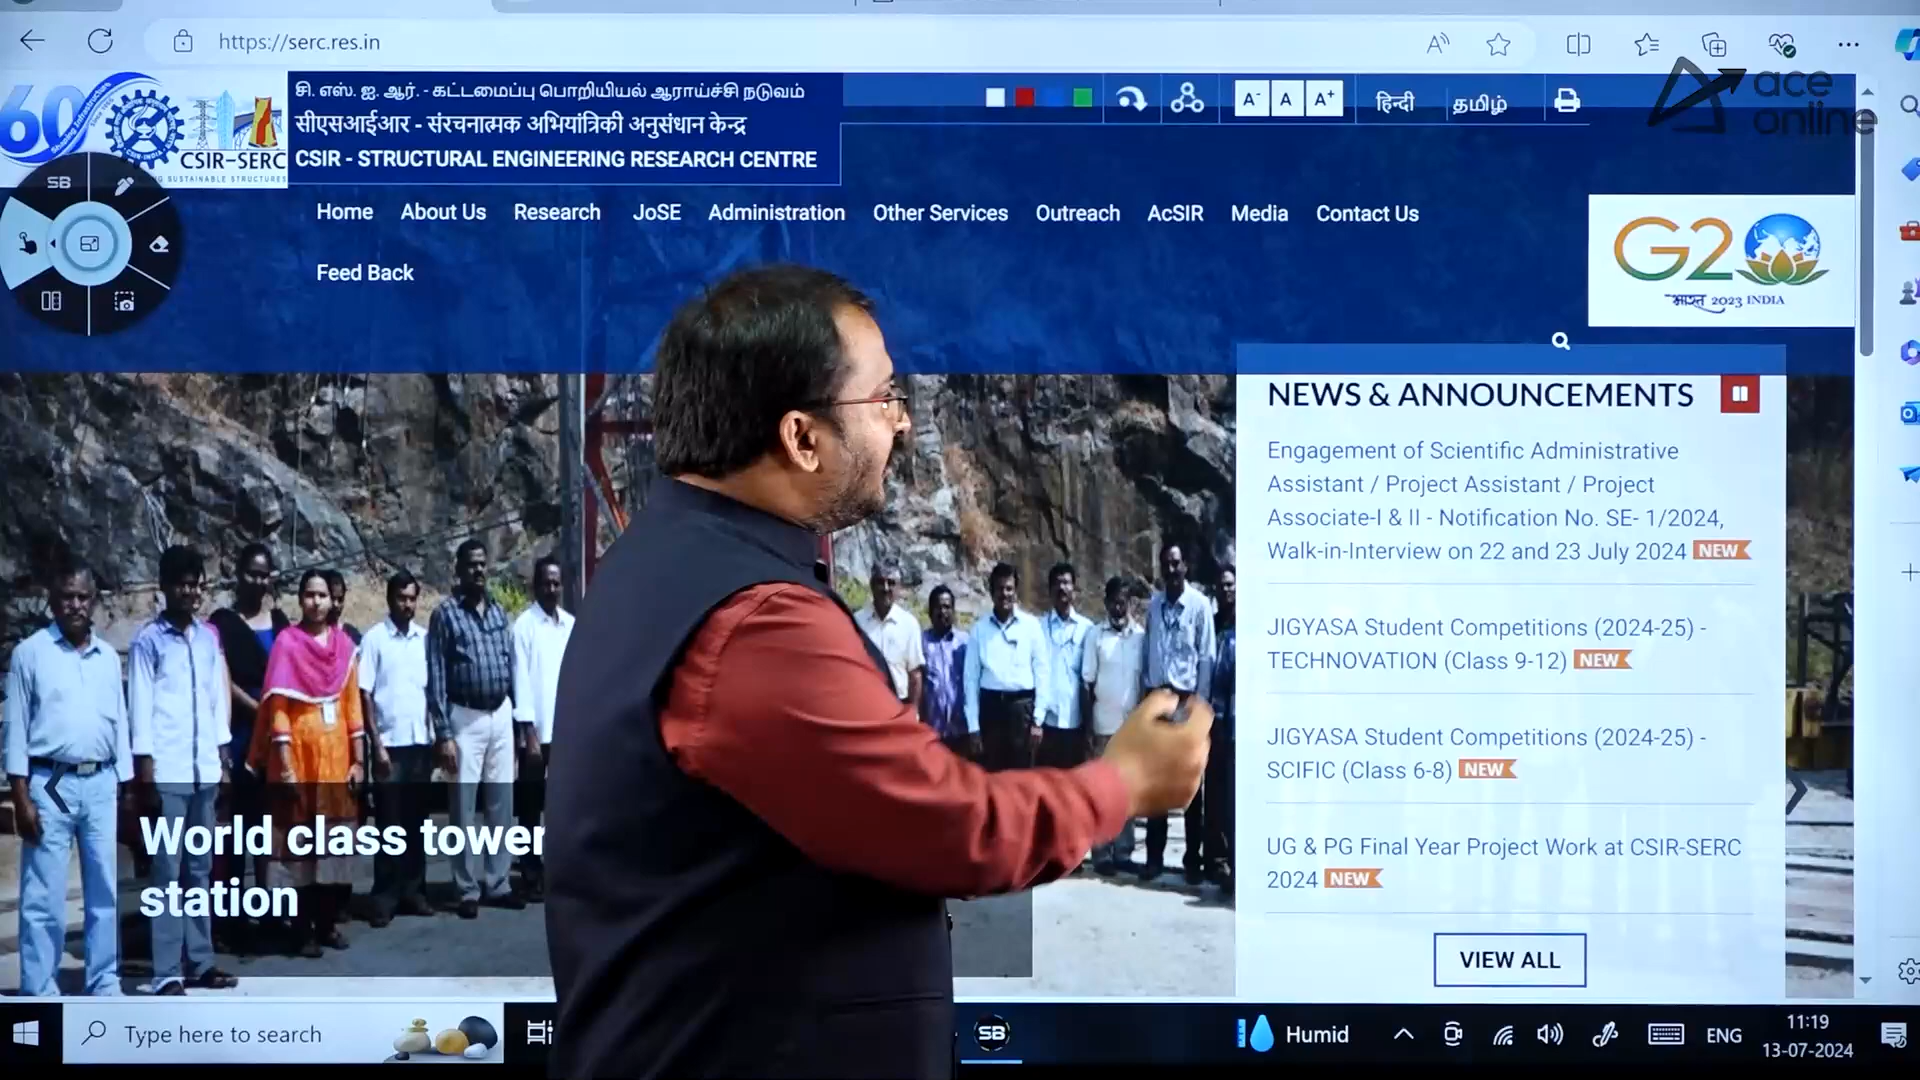 https://serc.res.in
ace
online
60
CSIR-SERC
சி. எஸ். ஐ. ஆர். - கட்டமைப்பு பொறியியல் ஆராய்ச்சி நடுவம்
सीएसआईआर - संरचनात्मक अभियांत्रिकी अनुसंधान केन्द्र
CSIR - STRUCTURAL ENGINEERING RESEARCH CENTRE
A- A A+ हिन्दी தமிழ்
SB
Home About Us Research JoSE Administration Other Services Outreach AcSIR Media Contact Us
Feed Back
G20
भारत 2023 INDIA
NEWS & ANNOUNCEMENTS
Engagement of Scientific Administrative
Assistant / Project Assistant / Project
Associate-I & II - Notification No. SE- 1/2024,
Walk-in-Interview on 22 and 23 July 2024 NEW
JIGYASA Student Competitions (2024-25) -
TECHNOVATION (Class 9-12) NEW
JIGYASA Student Competitions (2024-25) -
SCIFIC (Class 6-8) NEW
UG & PG Final Year Project Work at CSIR-SERC
2024 NEW
VIEW ALL
World class tower
station
Type here to search
SB
Humid
ENG
11:19
13-07-2024